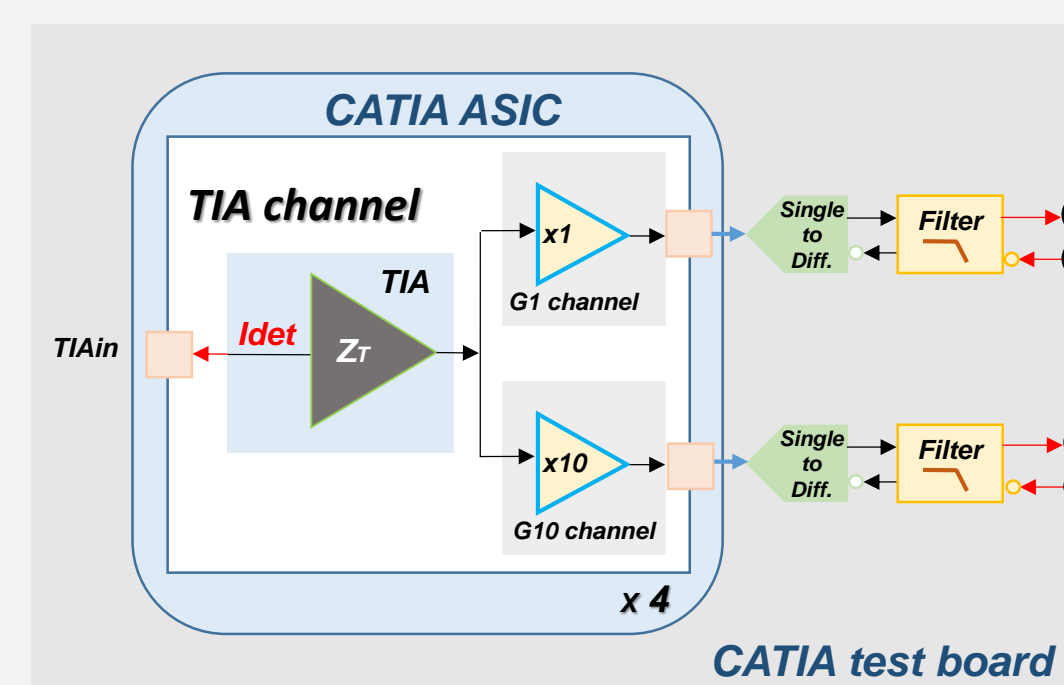 CATIA ASIC
TIA channel
TIA
TIAin
Idet
ZT
x1
G1 channel
x10
G10 channel
x 4
Single
to
Diff.
Filter
Single
to
Diff.
Filter
CATIA test board